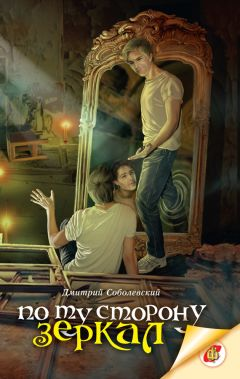 Дмитрий Соболевский
по ту сторону
зеркал